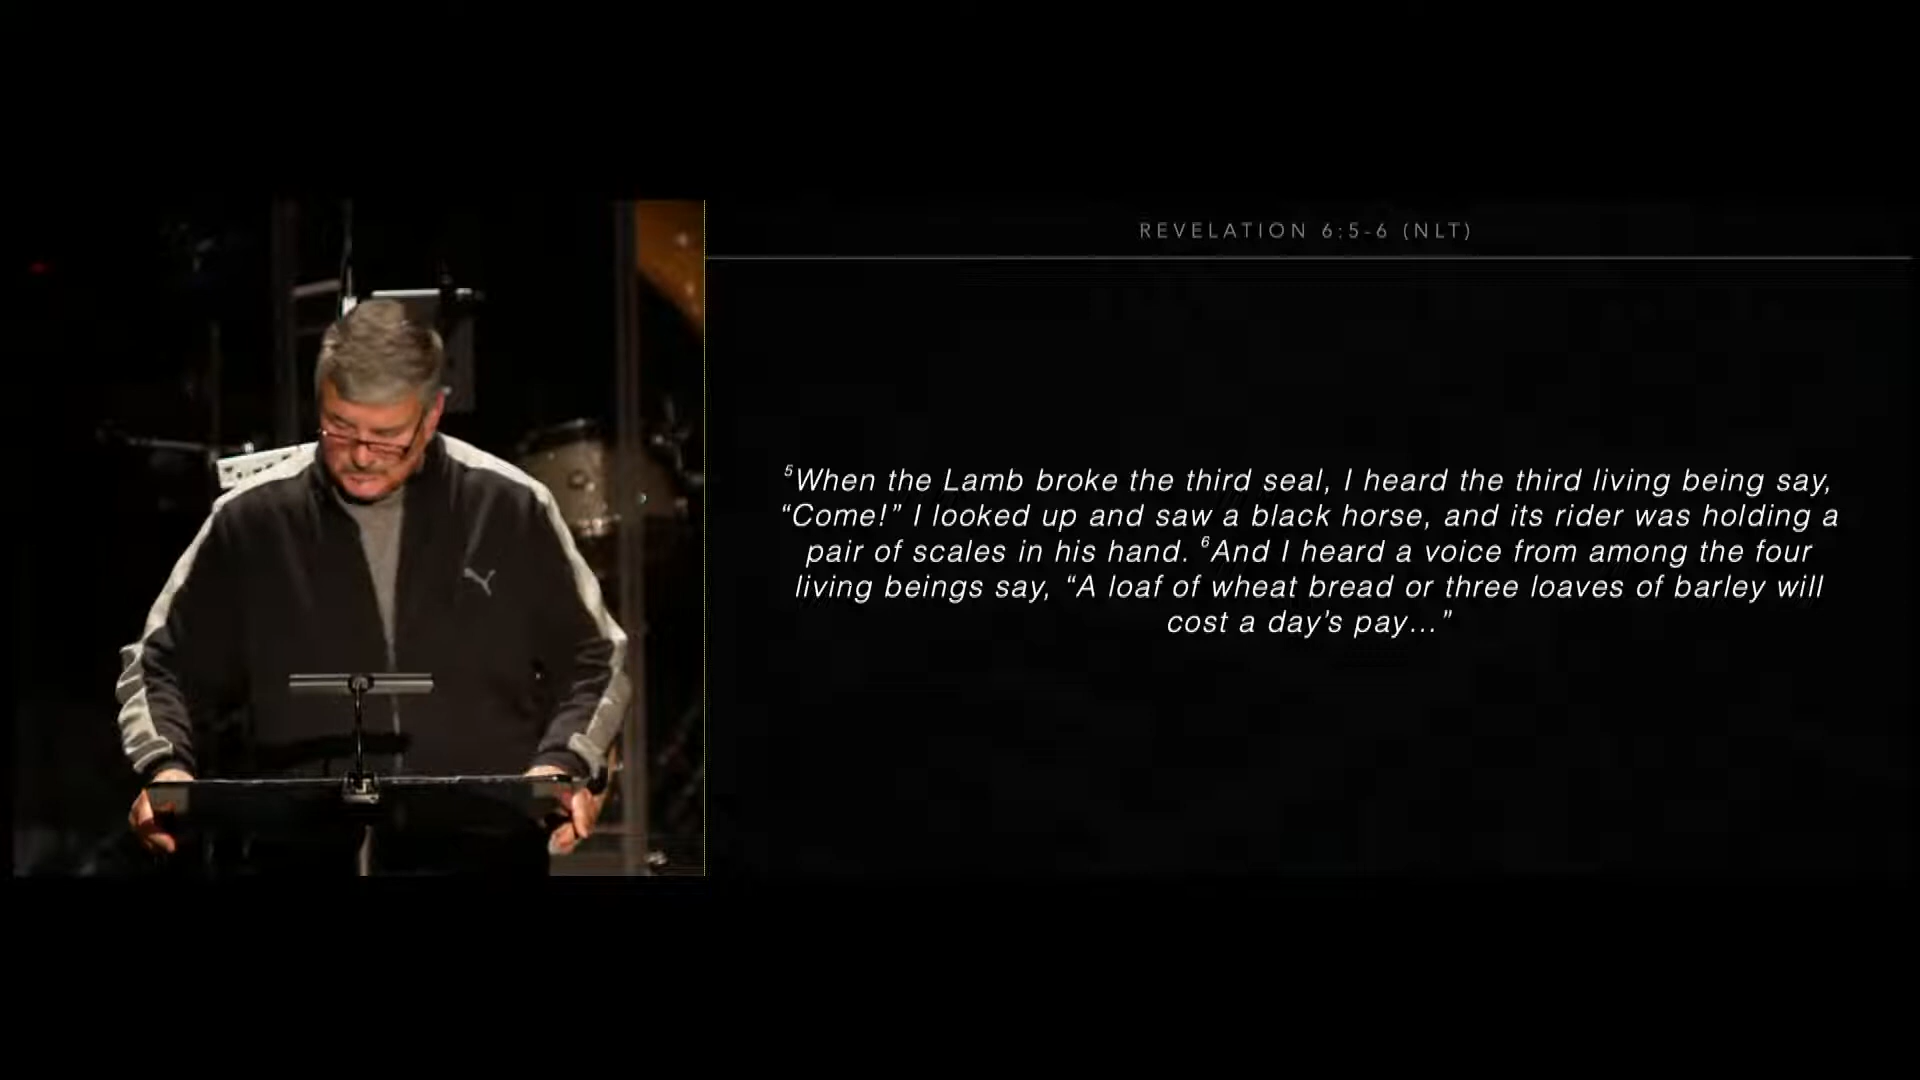 REVELATION 6:5-6 (NLT)
⁵When the Lamb broke the third seal, I heard the third living being say,
“Come!” I looked up and saw a black horse, and its rider was holding a
pair of scales in his hand. ⁶And I heard a voice from among the four
living beings say, “A loaf of wheat bread or three loaves of barley will
cost a day’s pay…”